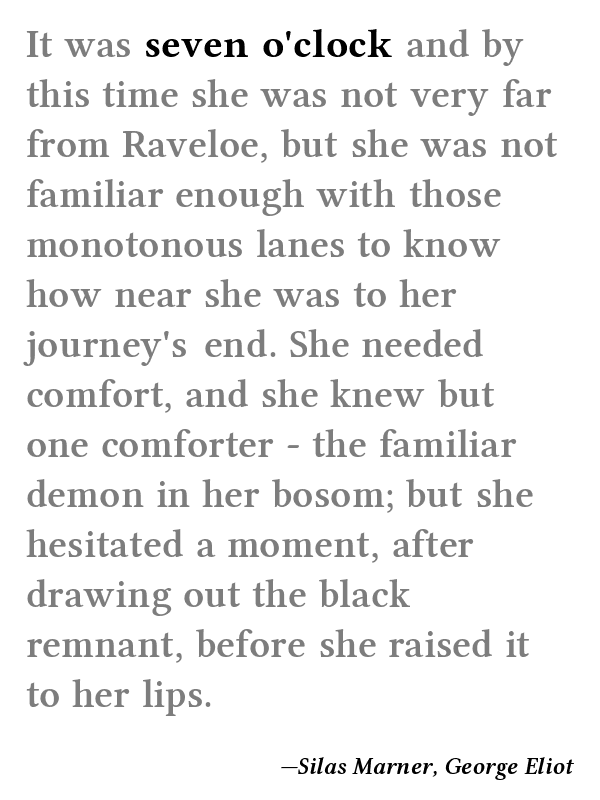 It was seven o'clock and by
this time she was not very far
from Raveloe, but she was not
familiar enough with those
monotonous lanes to know
how near she was to her
journey's end. She needed
comfort, and she knew but
one comforter - the familiar
demon in her bosom; but she
hesitated a moment, after
drawing out the black
remnant, before she raised it
to her lips.
—Silas Marner, George Eliot